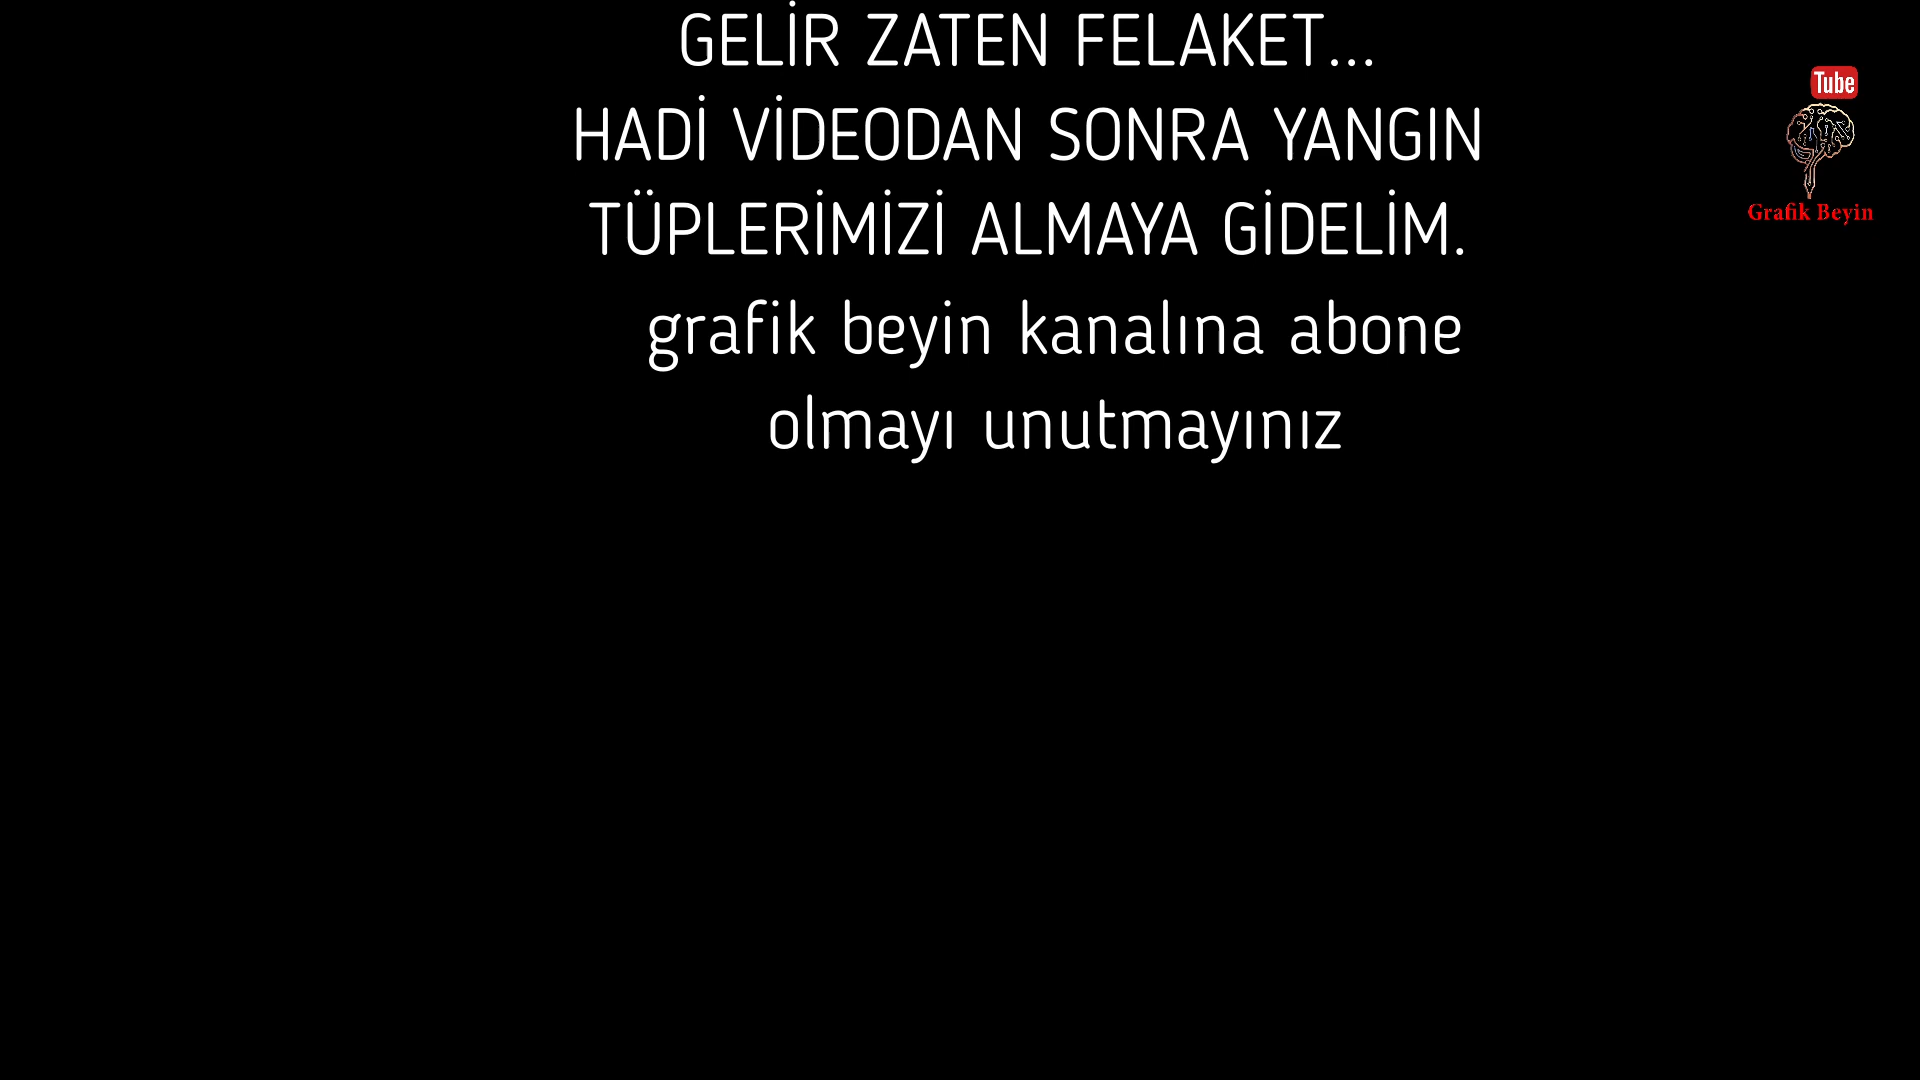 GELİR ZATEN FELAKET...
HADİ VİDEODAN SONRA YANGIN
TÜPLERİMİZİ ALMAYA GİDELİM.
grafik beyin kanalına abone
olmayı unutmayınız
Tube
Grafik Beyin